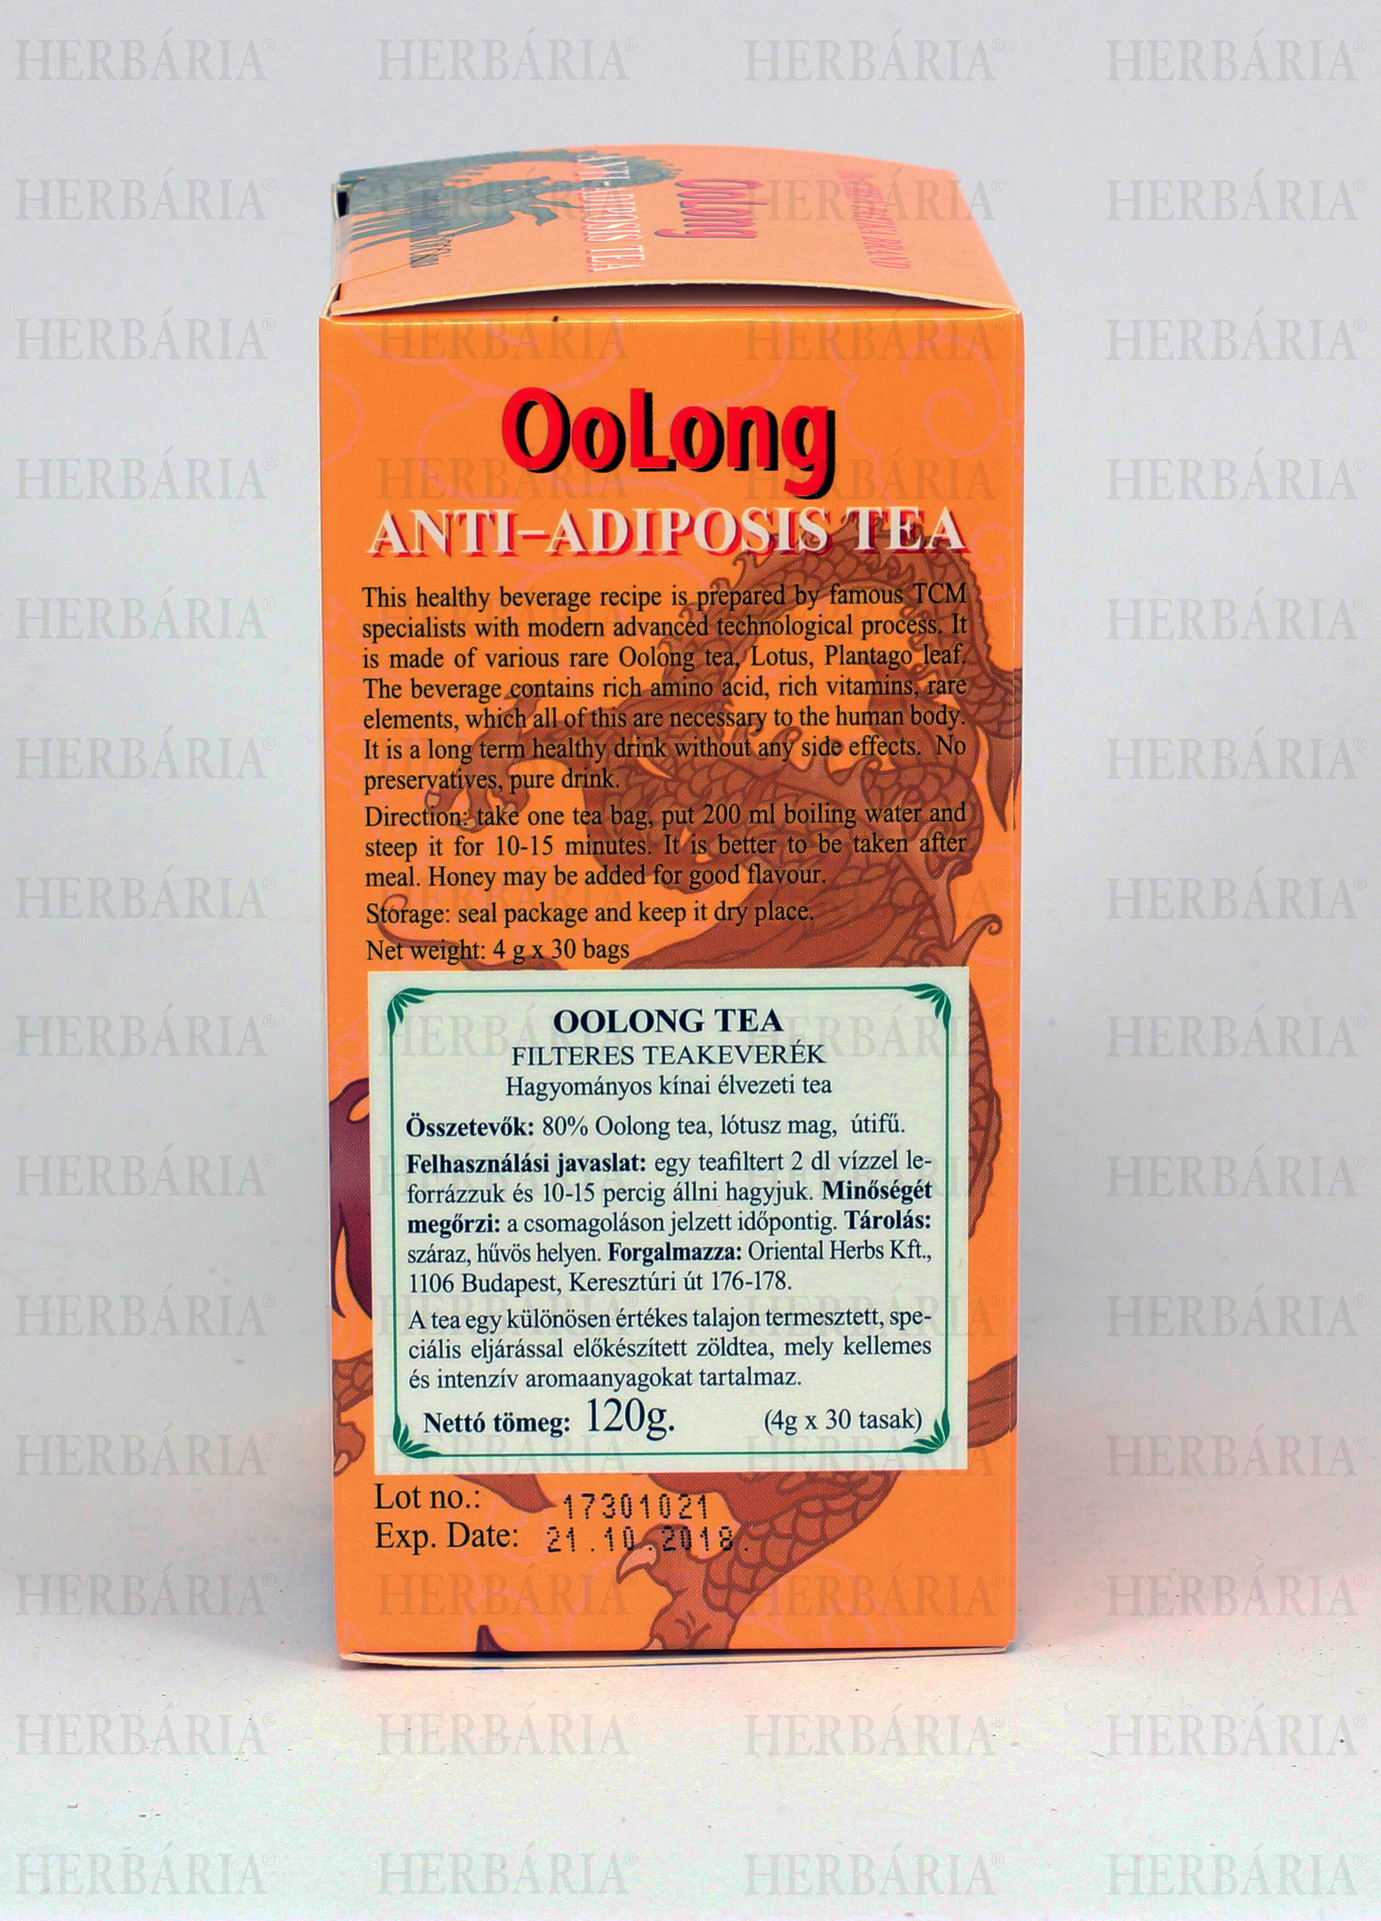 OoLong
ANTI-ADIPOSIS TEA
OoLong
ANTI-ADIPOSIS TEA
This healthy beverage recipe is prepared by famous TCM
specialists with modern advanced technological process. It
is made of various rare Oolong tea, Lotus, Plantago leaf.
The beverage contains rich amino acid, rich vitamins, rare
elements, which all of this are necessary to the human body.
It is a long term healthy drink without any side effects. No
preservatives, pure drink.
Direction: take one tea bag, put 200 ml boiling water and
steep it for 10-15 minutes. It is better to be taken after
meal. Honey may be added for good flavour.
Storage: seal package and keep it dry place.
Net weight: 4 g x 30 bags
OOLONG TEA
FILTERES TEAKEVERÉK
Hagyományos kínai élvezeti tea
Összetevők: 80% Oolong tea, lótusz mag, útifű.
Felhasználási javaslat: egy teafiltert 2 dl vízzel le-
forrázzuk és 10-15 percig állni hagyjuk. Minőségét
megőrzi: a csomagoláson jelzett időpontig. Tárolás:
száraz, hűvös helyen. Forgalmazza: Oriental Herbs Kft.,
1106 Budapest, Keresztúri út 176-178.
A tea egy különösen értékes talajon termesztett, spe-
ciális eljárással előkészített zöldtea, mely kellemes
és intenzív aromaanyagokat tartalmaz.
Nettó tömeg: 120g. (4g x 30 tasak)
Lot no.: 17301021
Exp. Date: 21.10.2018.
HERBÁRIA®